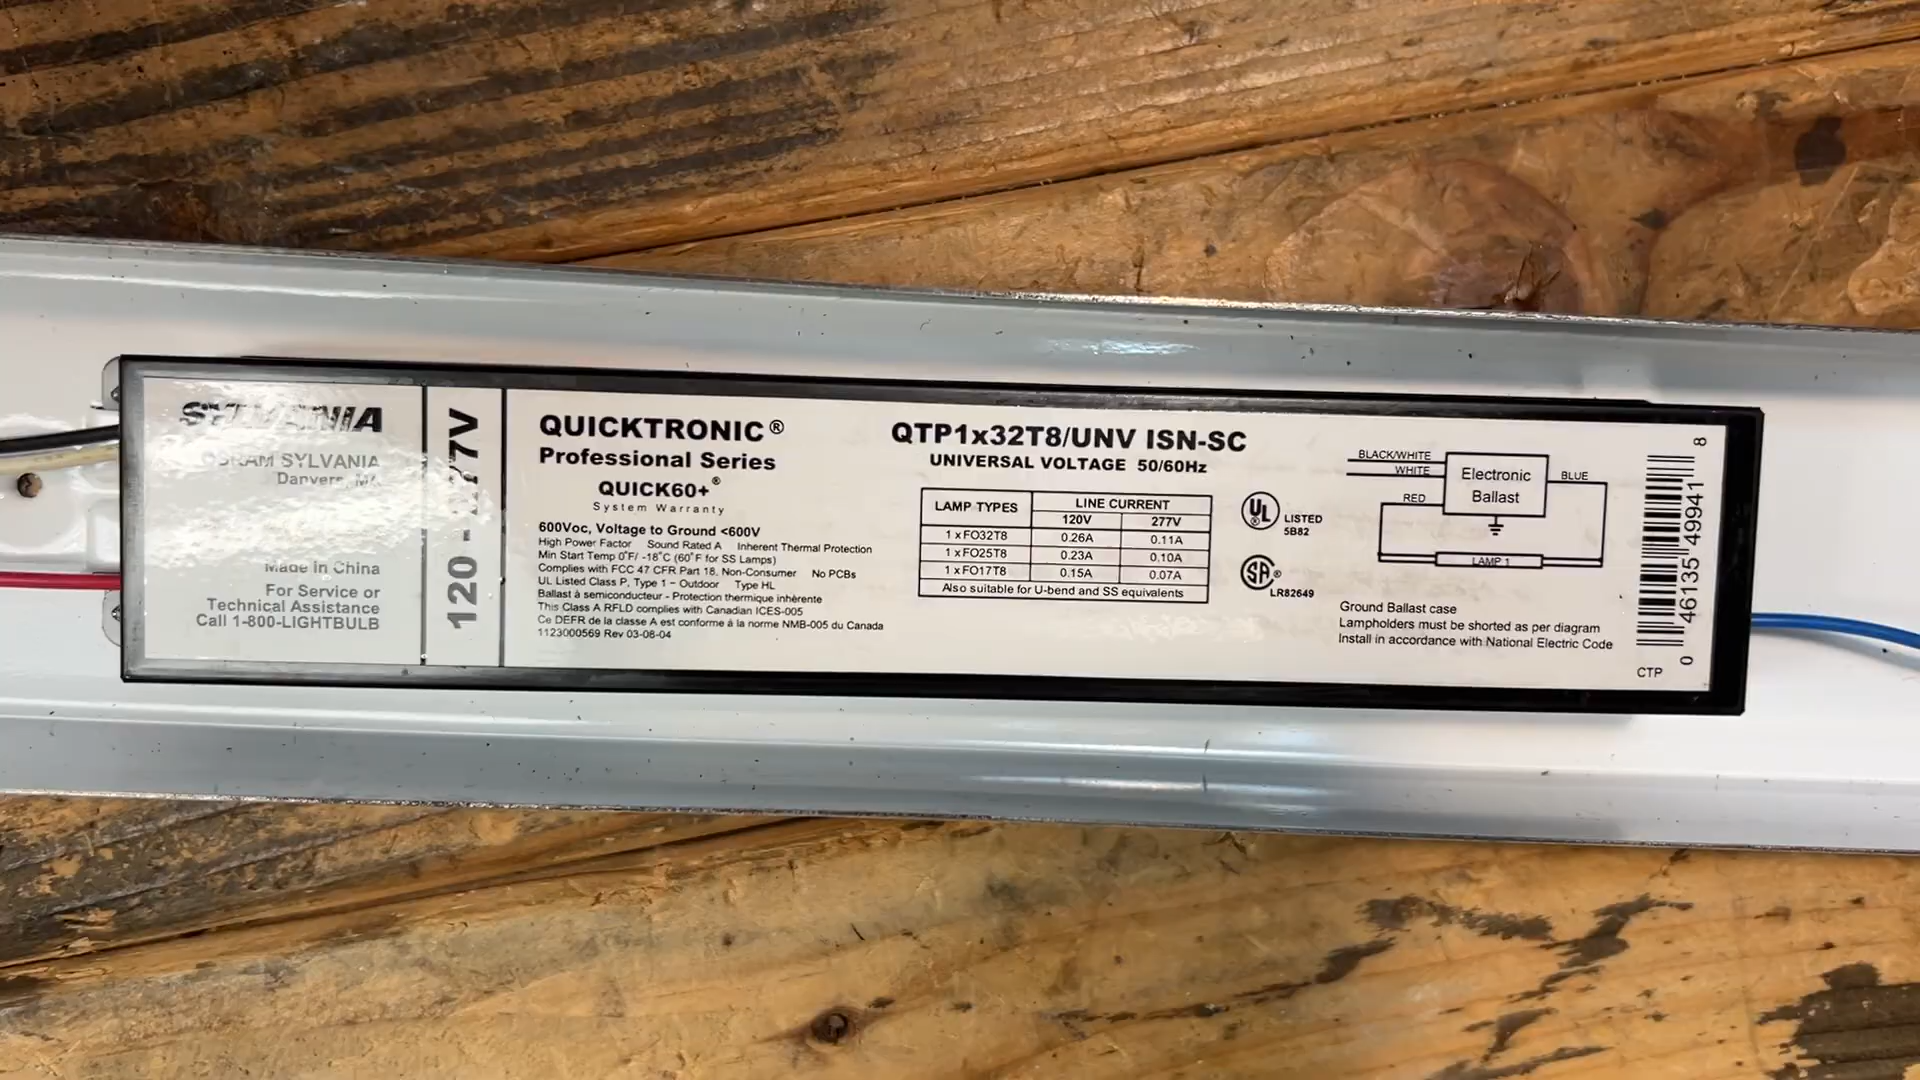 SYLVANIA
OSRAM SYLVANIA
Danvers, MA
Made in China
For Service or
Technical Assistance
Call 1-800-LIGHTBULB
120 - 277V
QUICKTRONIC®
Professional Series
QUICK60+®
System Warranty
600Voc, Voltage to Ground <600V
High Power Factor Sound Rated A Inherent Thermal Protection
Min Start Temp 0°F/ -18°C (60°F for SS Lamps)
Complies with FCC 47 CFR Part 18, Non-Consumer No PCBs
UL Listed Class P, Type 1 - Outdoor Type HL
Ballast à semiconducteur - Protection thermique inhérente
This Class A RFLD complies with Canadian ICES-005
Ce DEFR de la classe A est conforme à la norme NMB-005 du Canada
1123000569 Rev 03-08-04
QTP1x32T8/UNV ISN-SC
UNIVERSAL VOLTAGE 50/60Hz
LAMP TYPES LINE CURRENT
120V 277V
1 x FO32T8 0.26A 0.11A
1 x FO25T8 0.23A 0.10A
1 x FO17T8 0.15A 0.07A
Also suitable for U-bend and SS equivalents
UL LISTED
5B82
SA®
LR82649
BLACK/WHITE
WHITE
RED
Electronic
Ballast
BLUE
LAMP 1
Ground Ballast case
Lampholders must be shorted as per diagram
Install in accordance with National Electric Code
CTP
0 46135 49941 8